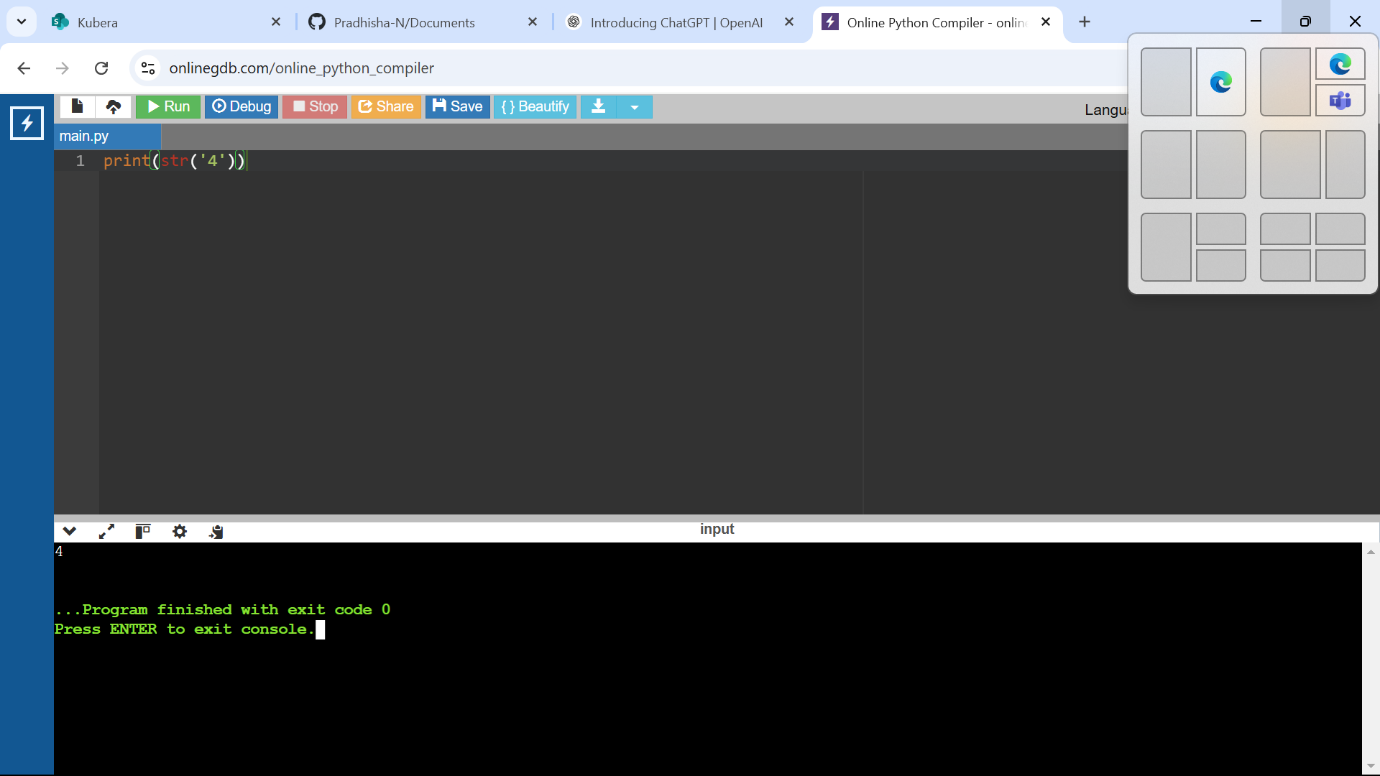 Kubera
Pradhisha-N/Documents
Introducing ChatGPT | OpenAI
Online Python Compiler - onlin
onlinegdb.com/online_python_compiler
Run
Debug
Stop
Share
Save
{ } Beautify
Langu
main.py
1 print(str('4'))
input
4
...Program finished with exit code 0
Press ENTER to exit console.